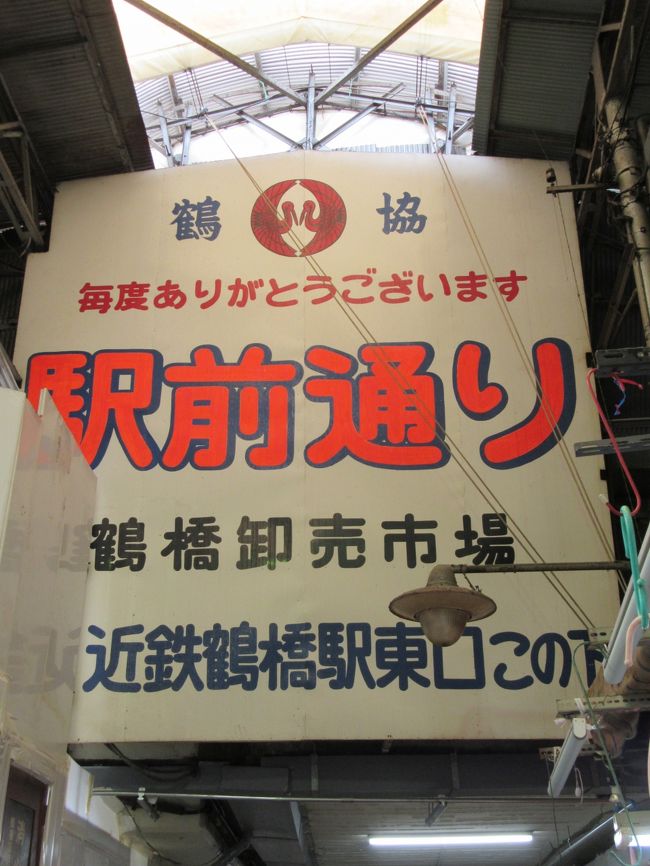 鶴 協
毎度ありがとうございます
駅前通り
鶴橋卸売市場
近鉄鶴橋駅東口この下